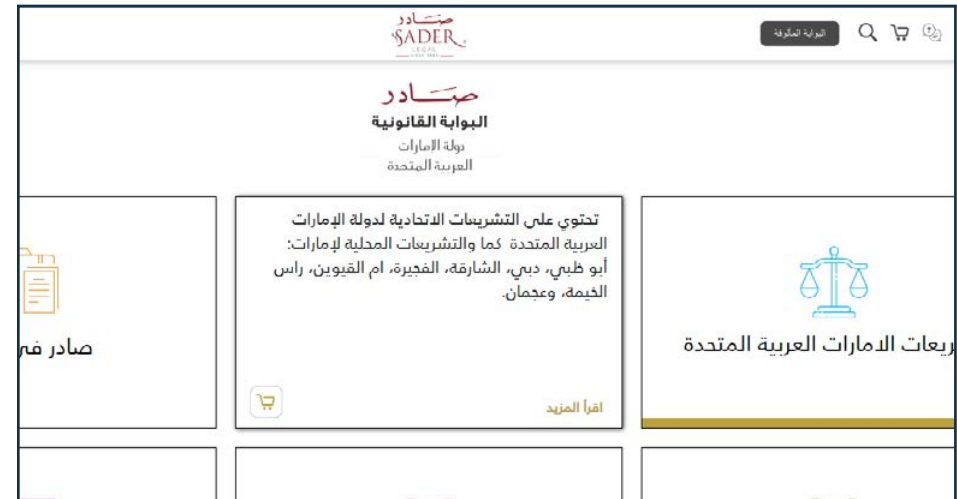 صادر
SADER
LEGAL
البوابة المألوفة
صادر
البوابة القانونية
دولة الإمارات
العربية المتحدة
ريعات الامارات العربية المتحدة
تحتوي على التشريعات الاتحادية لدولة الإمارات
العربية المتحدة كما والتشريعات المحلية لإمارات:
أبو ظبي، دبي، الشارقة، الفجيرة، ام القيوين، راس
الخيمة، وعجمان.
اقرأ المزيد
صادر في